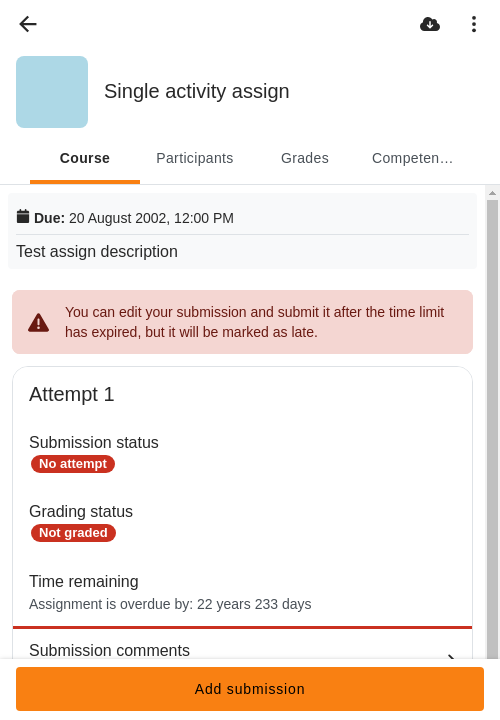 Single activity assign
Course
Participants
Grades
Competen...
Due: 20 August 2002, 12:00 PM
Test assign description
You can edit your submission and submit it after the time limit
has expired, but it will be marked as late.
Attempt 1
Submission status
No attempt
Grading status
Not graded
Time remaining
Assignment is overdue by: 22 years 233 days
Submission comments
Add submission